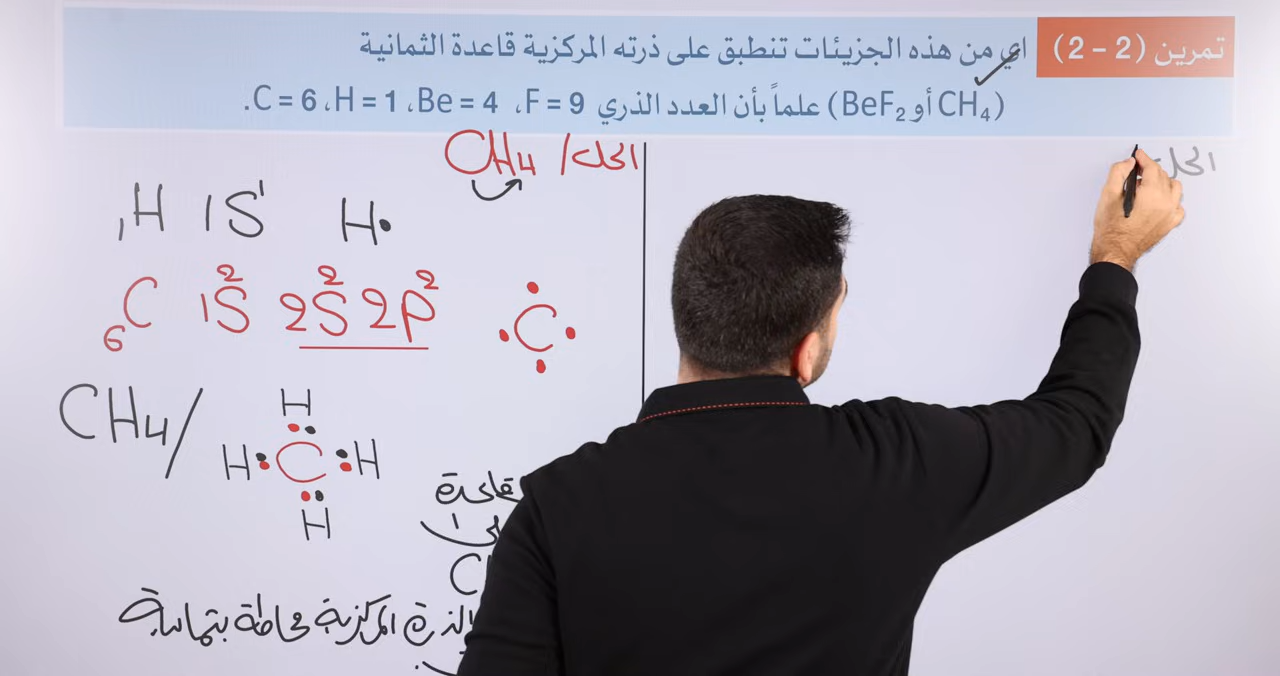 تمرين (2 - 2) اي من هذه الجزيئات تنطبق على ذرته المركزية قاعدة الثمانية
(CH₄ أو BeF₂) علماً بأن العدد الذري F = 9، Be = 4، H = 1، C = 6.
الحل
الحل / CH4
₁H 1S¹ H•
₆C 1S² 2S² 2P² C
CH4/
H
H C H
H
قاعدة
C
الذرة المركزية محاطة بثمانية